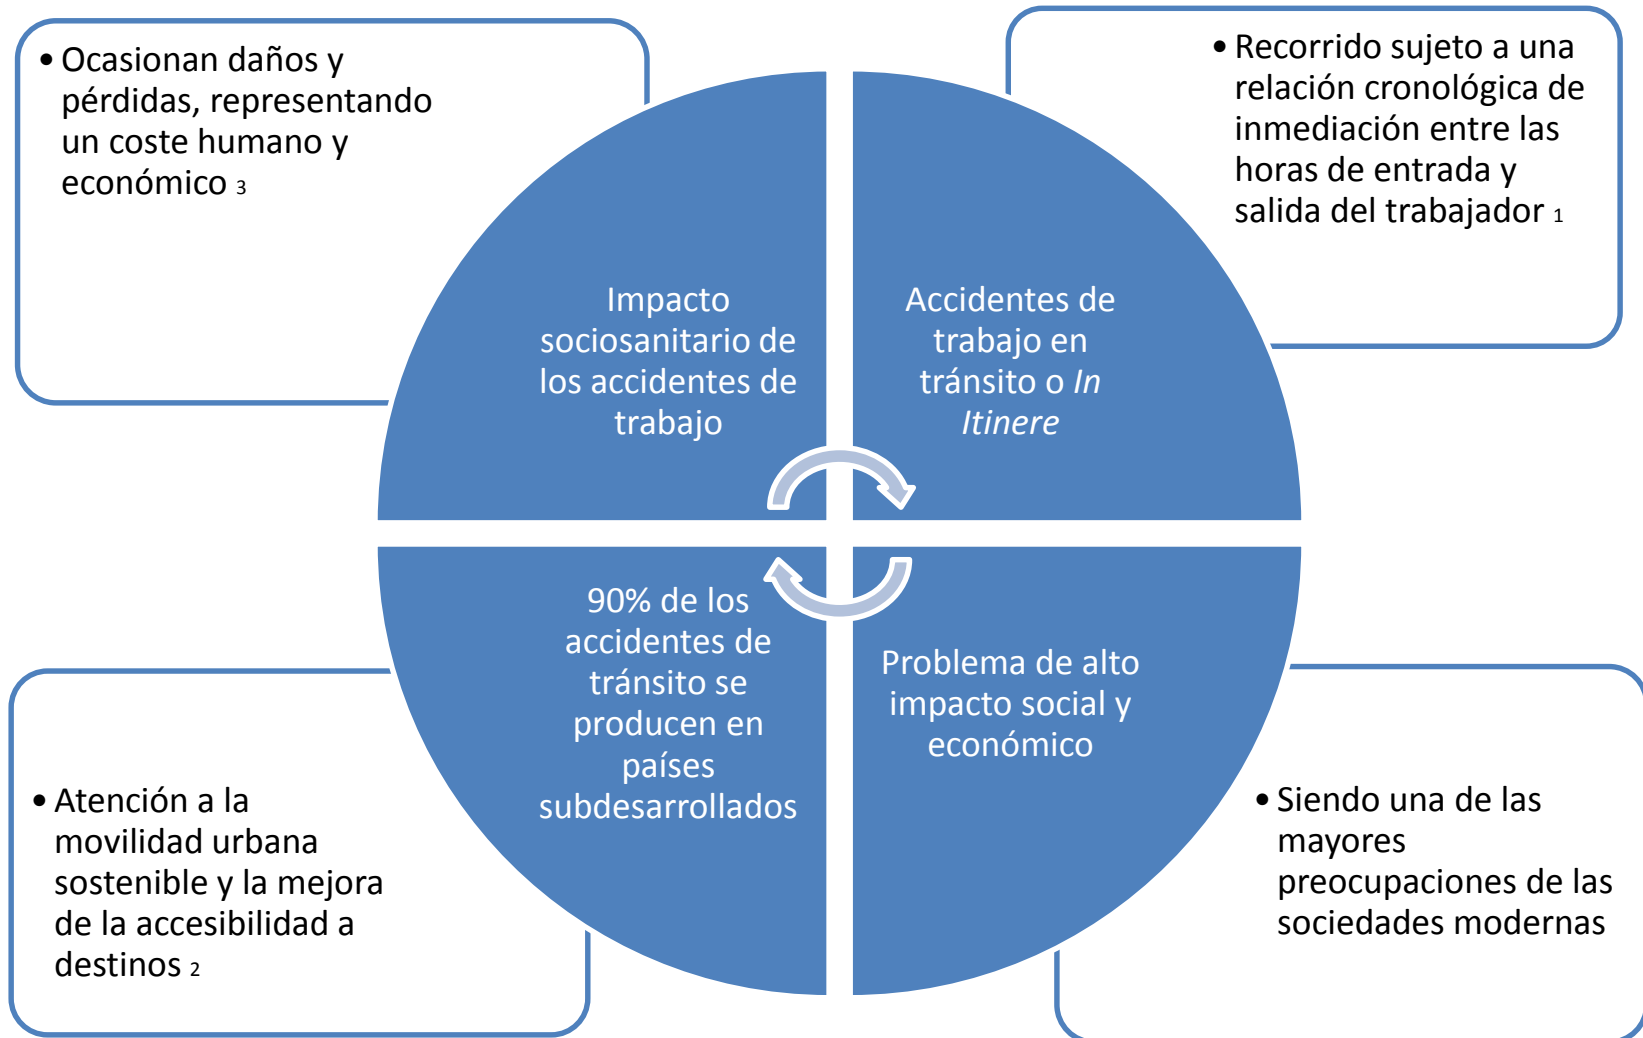 • Ocasionan daños y
pérdidas, representando
un coste humano y
económico 3
• Recorrido sujeto a una
relación cronológica de
inmediación entre las
horas de entrada y
salida del trabajador 1
Impacto
sociosanitario de
los accidentes de
trabajo
Accidentes de
trabajo en
tránsito o In
Itinere
90% de los
accidentes de
tránsito se
producen en
países
subdesarrollados
Problema de alto
impacto social y
económico
• Atención a la
movilidad urbana
sostenible y la mejora
de la accesibilidad a
destinos 2
• Siendo una de las
mayores
preocupaciones de las
sociedades modernas